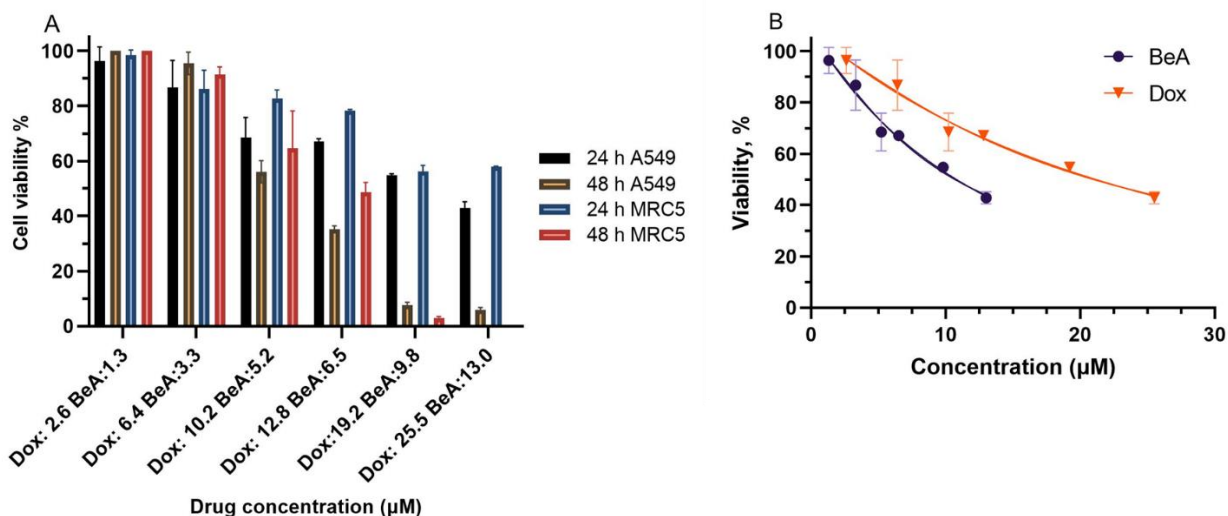 A
Cell viability %
100
80
60
40
20
0
24 h A549
48 h A549
24 h MRC5
48 h MRC5
Dox: 2.6 BeA:1.3
Dox: 6.4 BeA:3.3
Dox: 10.2 BeA:5.2
Dox: 12.8 BeA:6.5
Dox:19.2 BeA:9.8
Dox: 25.5 BeA:13.0
Drug concentration (μM)
B
Viability, %
100
80
60
40
20
0
BeA
Dox
0 10 20 30
Concentration (μM)